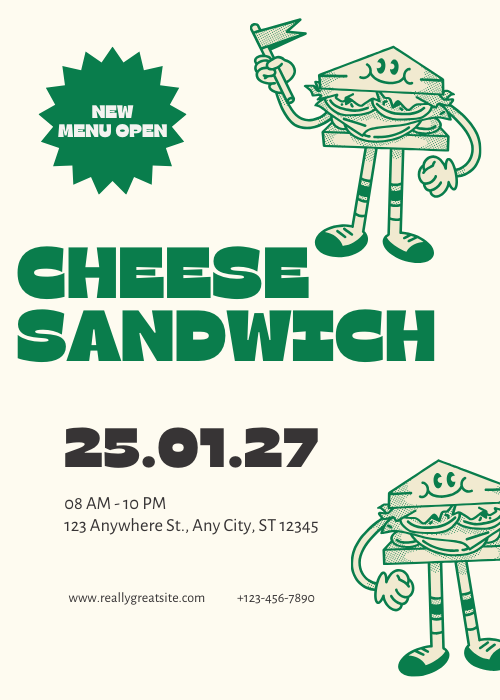 NEW
MENU OPEN
CHEESE
SANDWICH
25.01.27
08 AM - 10 PM
123 Anywhere St., Any City, ST 12345
www.reallygreatsite.com +123-456-7890